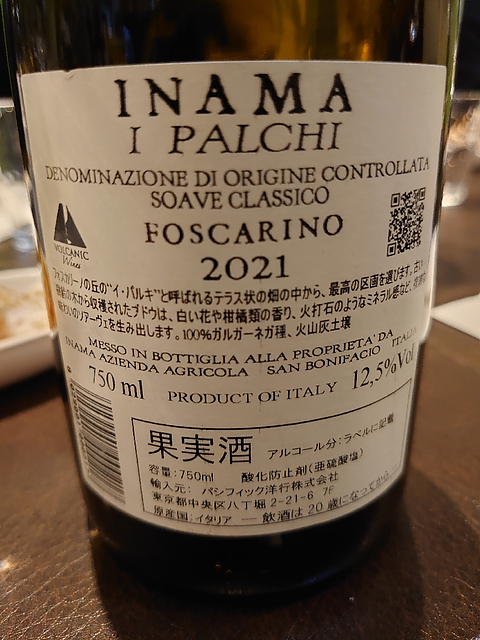 INAMA
I PALCHI
DENOMINAZIONE DI ORIGINE CONTROLLATA
SOAVE CLASSICO
FOSCARINO
2021
VOLCANIC
Wines
フォスカリーノの丘の"イ・パルキ"と呼ばれるテラス状の畑の中から、最高の区画を選びます。古い
樹齢の木から収穫されたブドウは、白い花や柑橘類の香り、火打石のようなミネラル感など、
味わいのソアーヴェを生み出します。100%ガルガーネガ種、火山灰土壌
MESSO IN BOTTIGLIA ALLA PROPRIETA' DA
INAMA AZIENDA AGRICOLA SAN BONIFACIO ITALIA
750 ml PRODUCT OF ITALY 12,5%Vol
果実酒 アルコール分:ラベルに記載
容量:750ml 酸化防止剤(亜硫酸塩)
輸入元: パシフィック洋行株式会社
東京都中央区八丁堀 2-21-6 7F
原産国:イタリア ― 飲酒は 20 歳になってから―